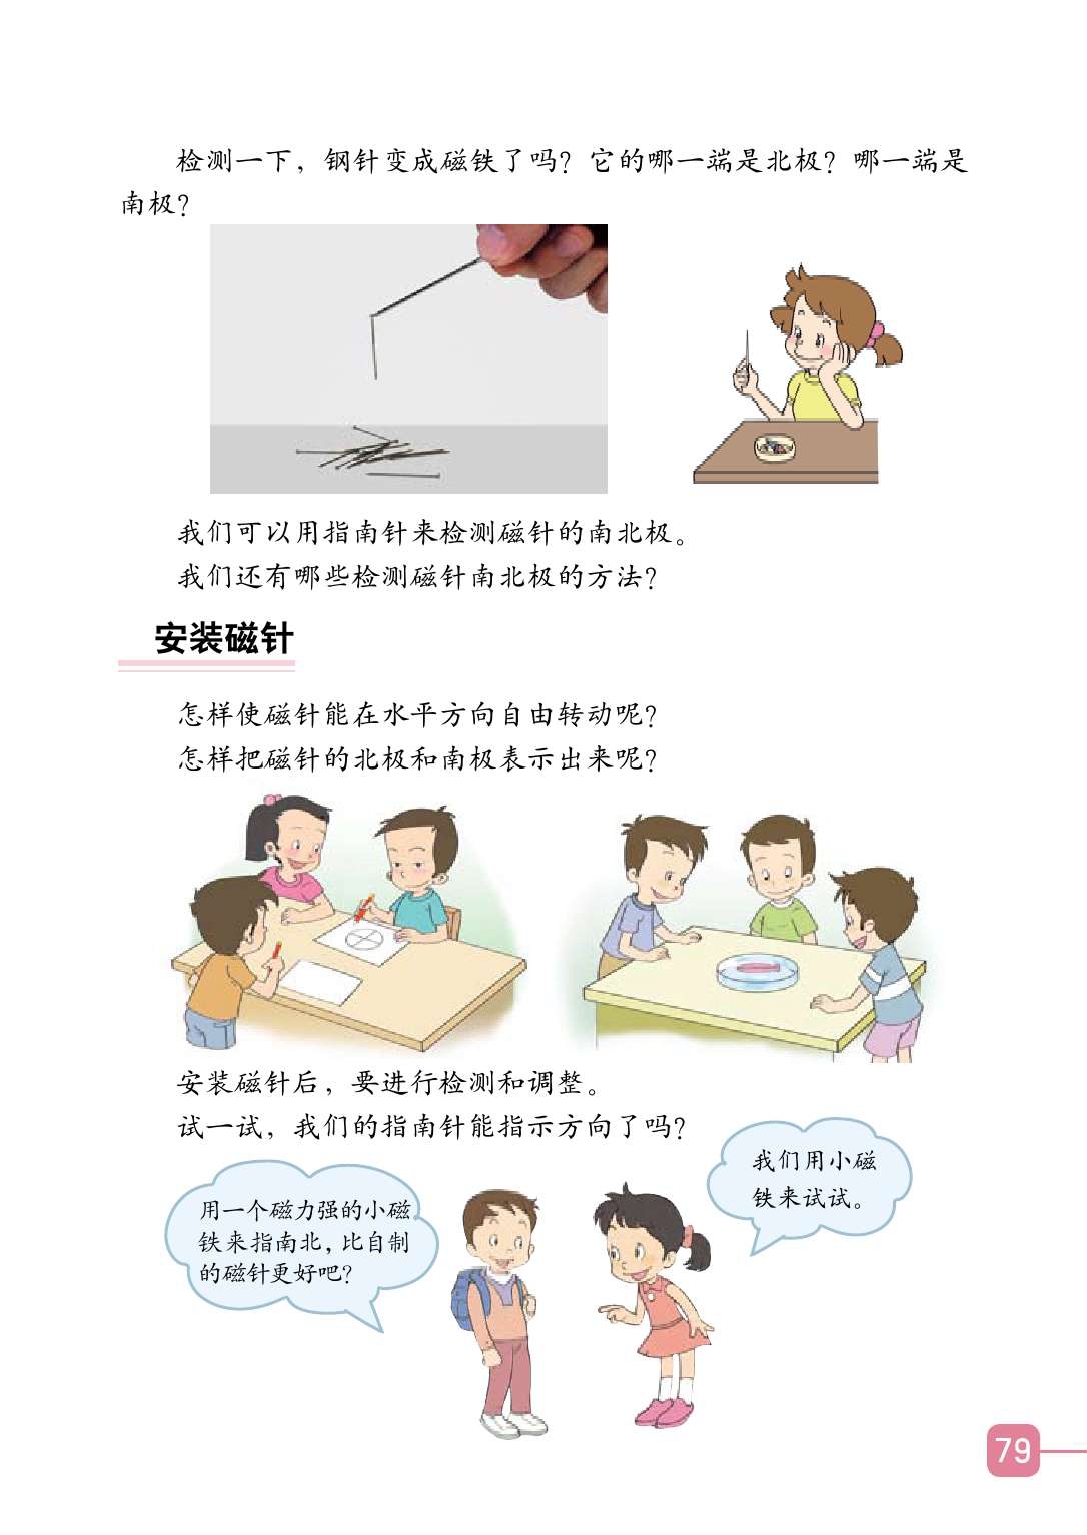 检测一下，钢针变成磁铁了吗？它的哪一端是北极？哪一端是
南极？
我们可以用指南针来检测磁针的南北极。
我们还有哪些检测磁针南北极的方法？
安装磁针
怎样使磁针能在水平方向自由转动呢？
怎样把磁针的北极和南极表示出来呢？
安装磁针后，要进行检测和调整。
试一试，我们的指南针能指示方向了吗？
我们用小磁
铁来试试。
用一个磁力强的小磁
铁来指南北，比自制
的磁针更好吧？
79